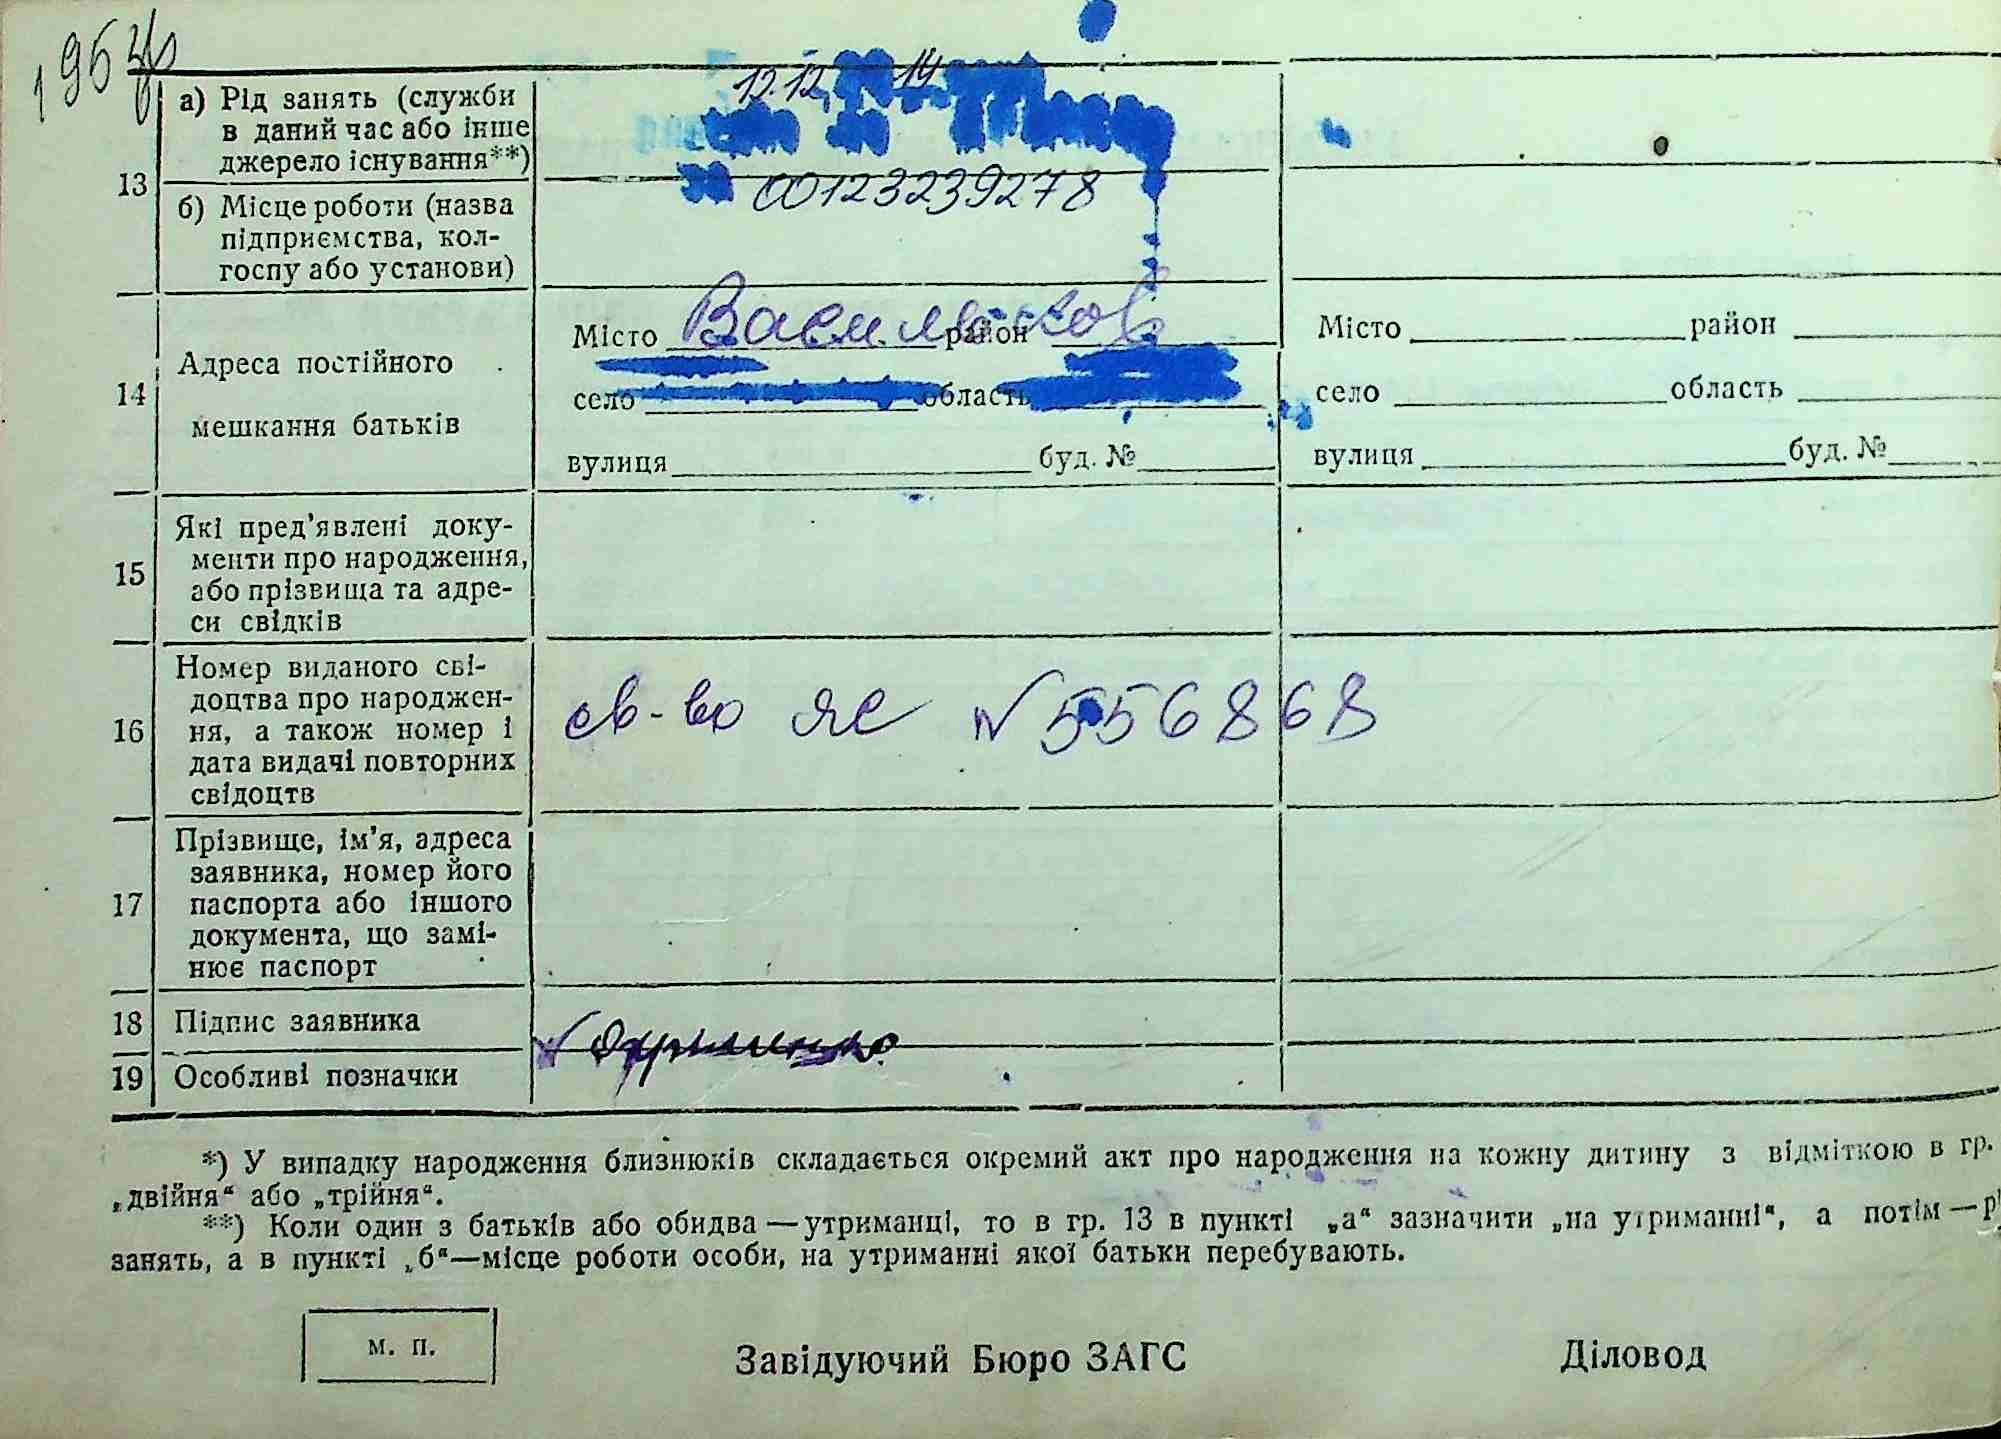 13
а) Рід занять (служби
в даний час або інше
джерело існування**)
12.12. 14
00123239278
б) Місце роботи (назва
підприємства, кол-
госпу або установи)
14
Адреса постійного
мешкання батьків
Місто Васильков район
село область
вулиця буд. №
Місто район
село область
вулиця буд. №
15
Які пред'явлені доку-
менти про народження,
або прізвища та адре-
си свідків
16
Номер виданого сві-
доцтва про народжен-
ня, а також номер і
дата видачі повторних
свідоцтв
св-во ЯС № 556868
17
Прізвище, ім'я, адреса
заявника, номер його
паспорта або іншого
документа, що замі-
нює паспорт
18 Підпис заявника
19 Особливі позначки
*) У випадку народження близнюків складається окремий акт про народження на кожну дитину з відміткою в гр.
„двійня“ або „трійня“.
**) Коли один з батьків або обидва — утриманці, то в гр. 13 в пункті „а“ зазначити „на утриманні“, а потім — р
занять, а в пункті „б“—місце роботи особи, на утриманні якої батьки перебувають.
м. п.
Завідуючий Бюро ЗАГС Діловод